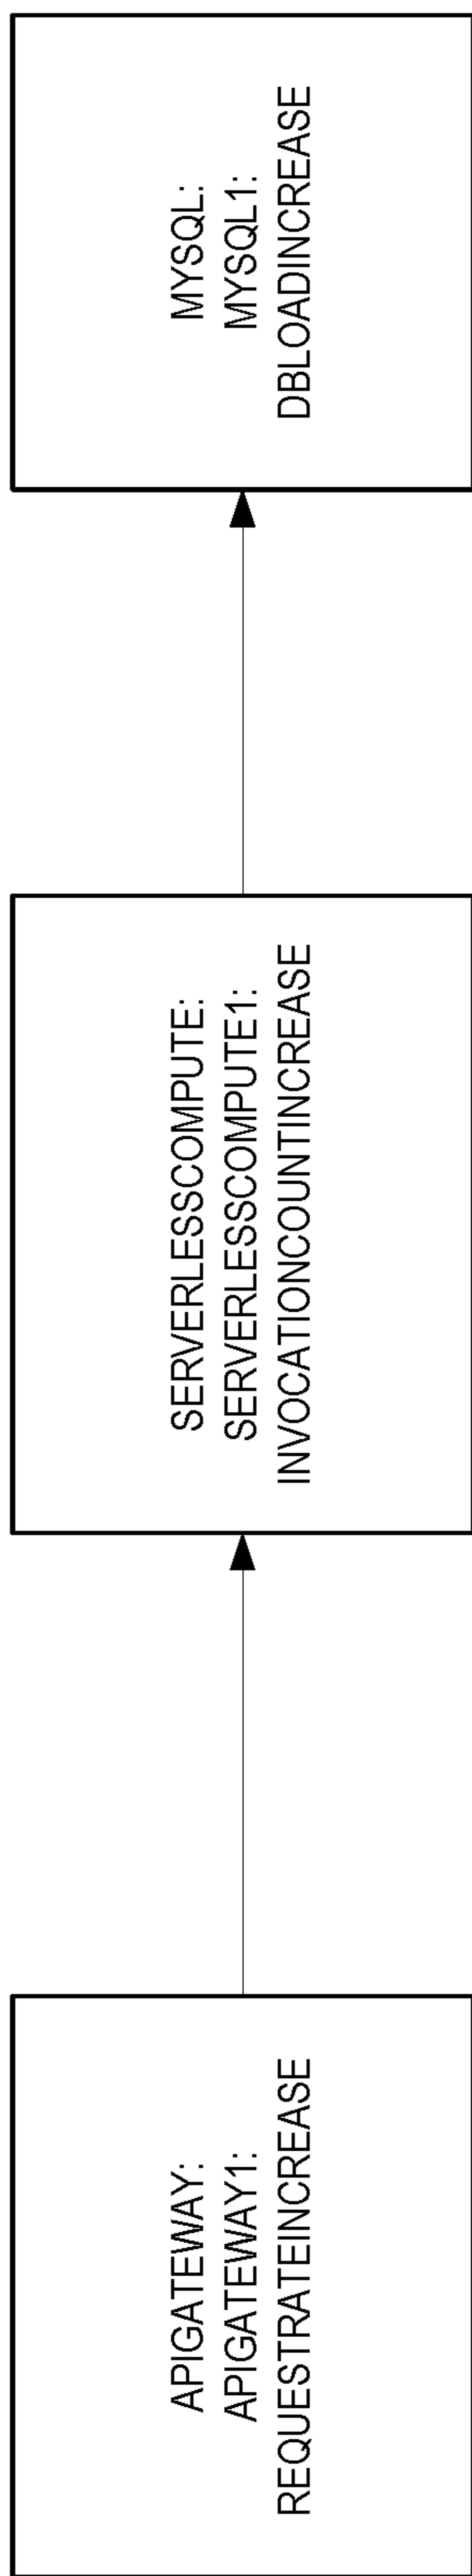 APIGATEWAY:
APIGATEWAY1:
REQUESTRATEINCREASE
SERVERLESSCOMPUTE:
SERVERLESSCOMPUTE1:
INVOCATIONCOUNTINCREASE
MYSQL:
MYSQL1:
DBLOADINCREASE